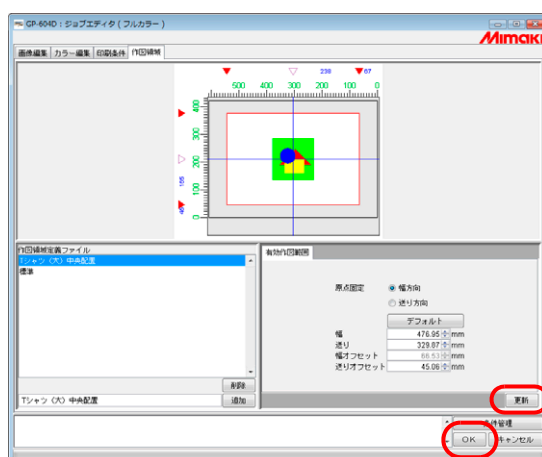 GP-604D：ジョブエディタ(フルカラー)
Mimaki
画像編集 カラー編集 印刷条件 作図領域
238 67
500 400 300 200 100 0
400
300
200
155
100
45
0
作図領域定義ファイル
Tシャツ（大）中央配置
標準
削除
Tシャツ（大）中央配置
追加
有効作図範囲
原点固定 幅方向
送り方向
デフォルト
幅 476.95 mm
送り 329.87 mm
幅オフセット 66.53 mm
送りオフセット 45.06 mm
更新
条件管理
OK キャンセル